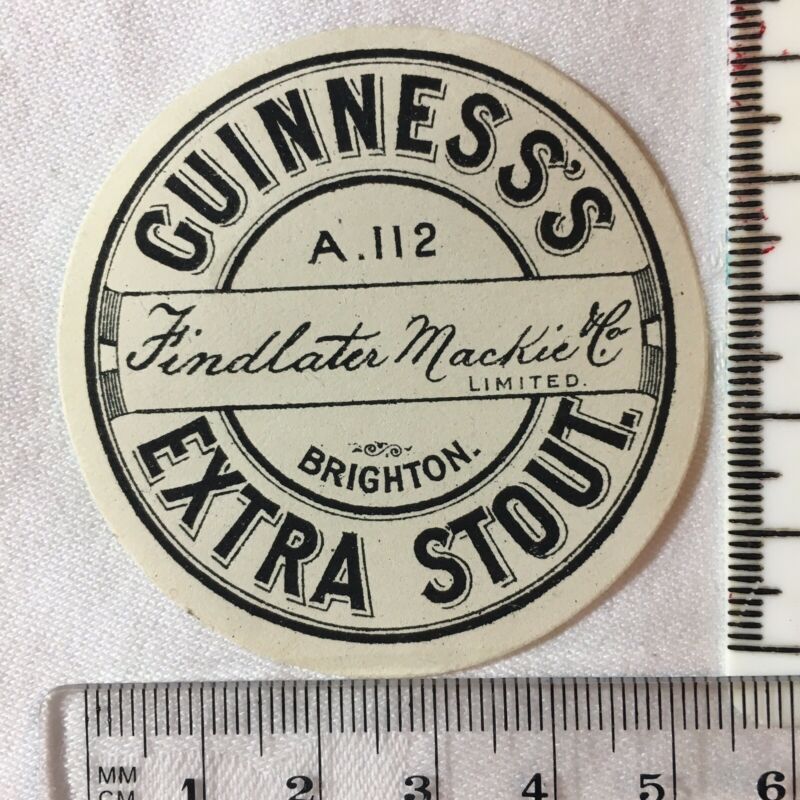 GUINNESS'S
A.112
Findlater Mackie & Co
LIMITED.
BRIGHTON.
EXTRA STOUT.
MM
CM 1 2 3 4 5 6